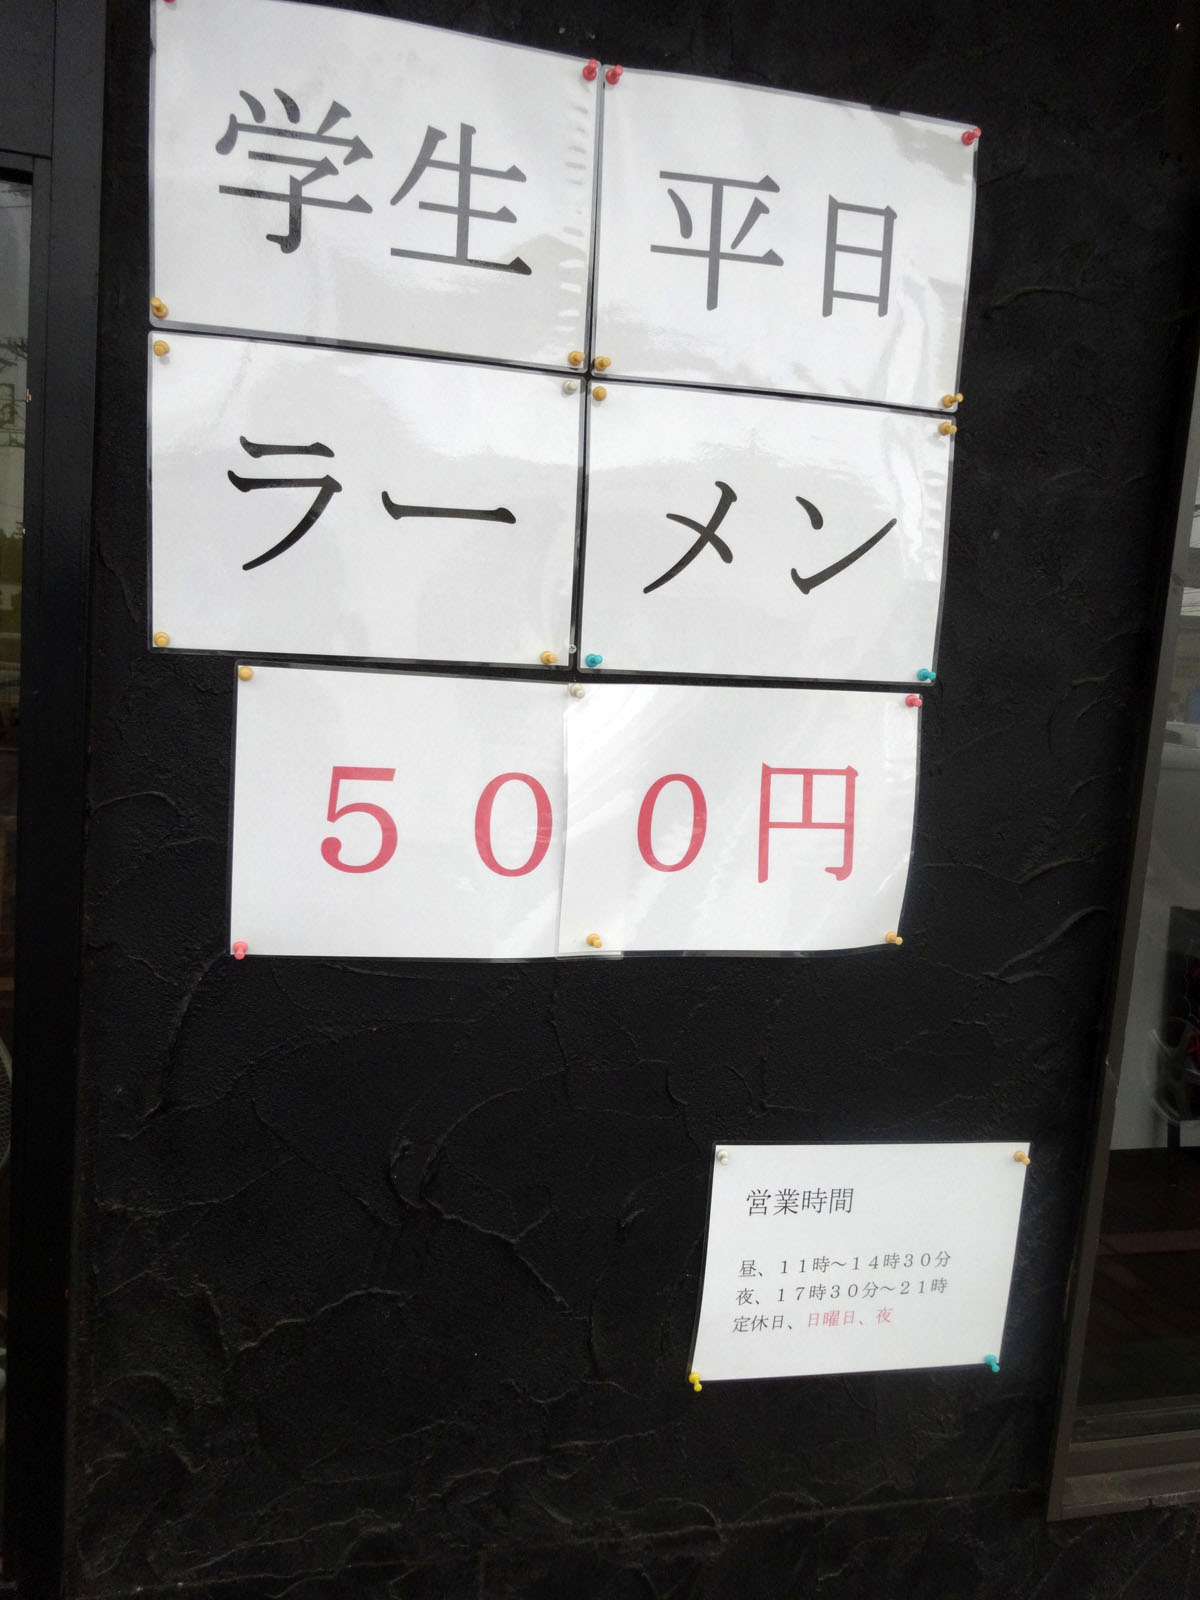 学生平日
ラーメン
５００円
営業時間
昼、１１時～１４時３０分
夜、１７時３０分～２１時
定休日、日曜日、夜